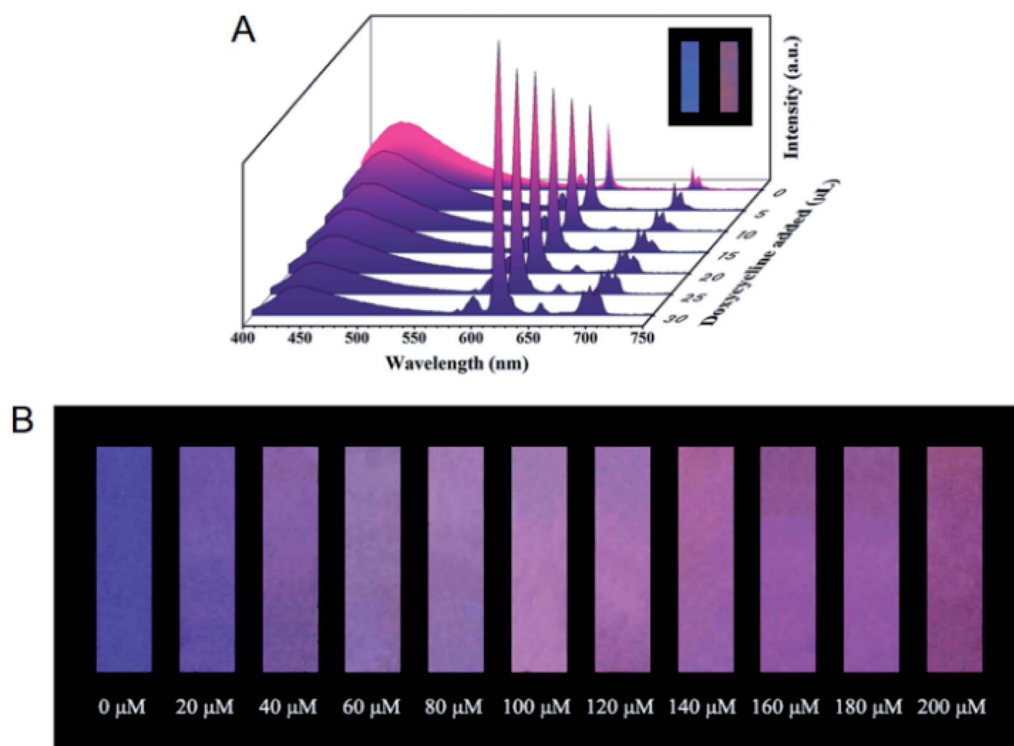 A
Intensity (a.u.)
0
5
10
15
20
25
30
Doxycycline added (μL)
400 450 500 550 600 650 700 750
Wavelength (nm)
B
0 μM 20 μM 40 μM 60 μM 80 μM 100 μM 120 μM 140 μM 160 μM 180 μM 200 μM